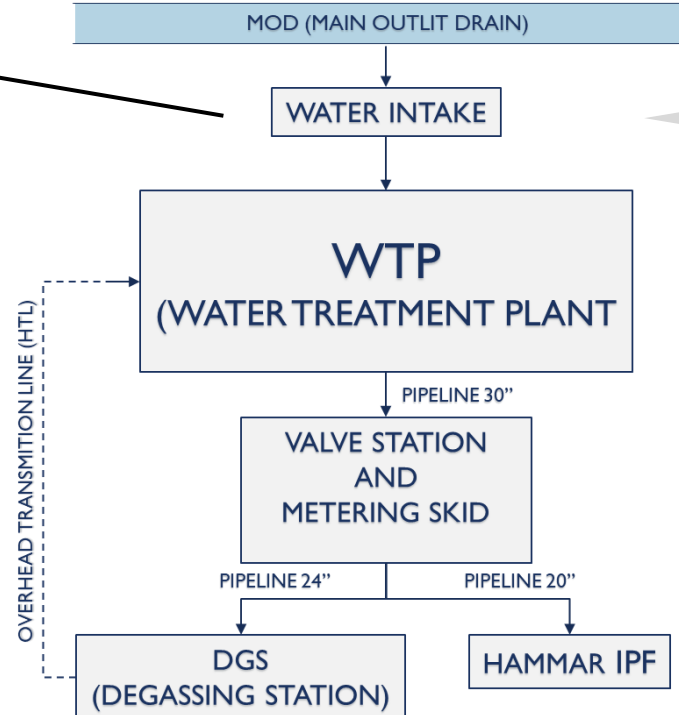 MOD (MAIN OUTLIT DRAIN)
WATER INTAKE
WTP
(WATER TREATMENT PLANT
OVERHEAD TRANSMITION LINE (HTL)
PIPELINE 30”
VALVE STATION
AND
METERING SKID
PIPELINE 24”
PIPELINE 20”
DGS
(DEGASSING STATION)
HAMMAR IPF